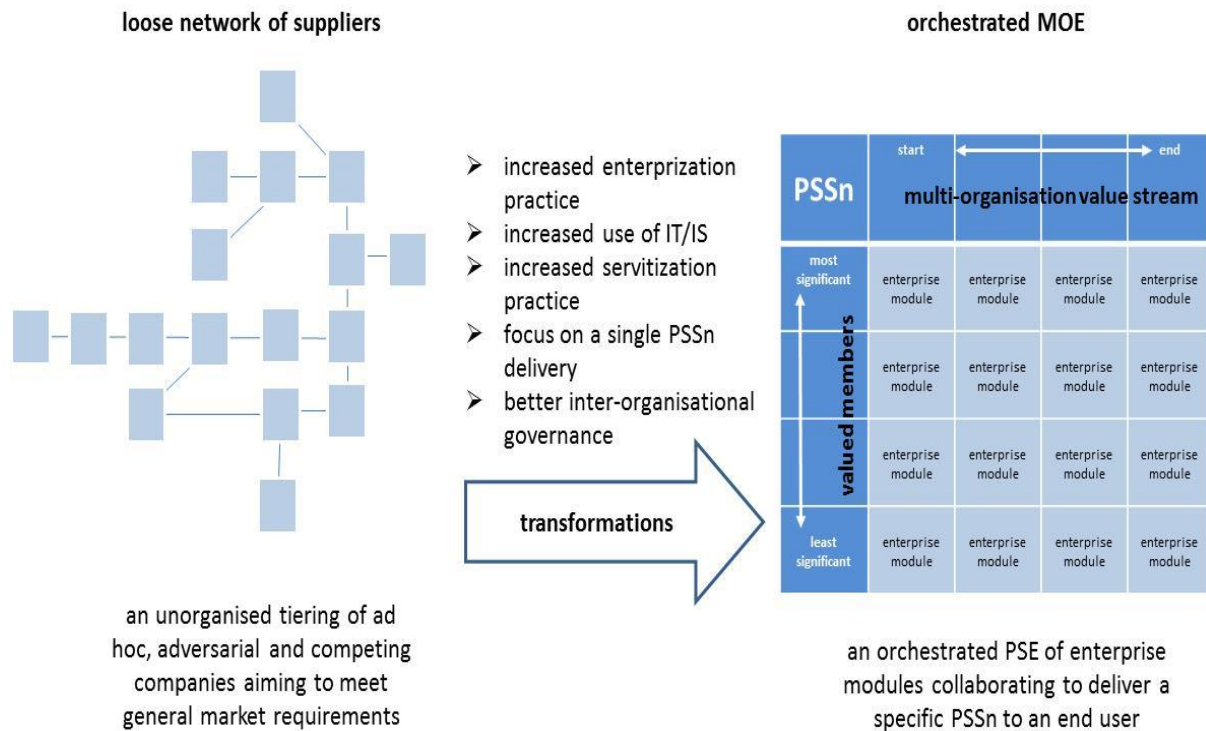 loose network of suppliers
orchestrated MOE
➢ increased enterprization
practice
➢ increased use of IT/IS
➢ increased servitization
practice
➢ focus on a single PSSn
delivery
➢ better inter-organisational
governance
transformations
an unorganised tiering of ad
hoc, adversarial and competing
companies aiming to meet
general market requirements
PSSn
start
end
multi-organisation value stream
most
significant
valued members
least
significant
enterprise
module
enterprise
module
enterprise
module
enterprise
module
enterprise
module
enterprise
module
enterprise
module
enterprise
module
enterprise
module
enterprise
module
enterprise
module
enterprise
module
enterprise
module
enterprise
module
enterprise
module
enterprise
module
an orchestrated PSE of enterprise
modules collaborating to deliver a
specific PSSn to an end user